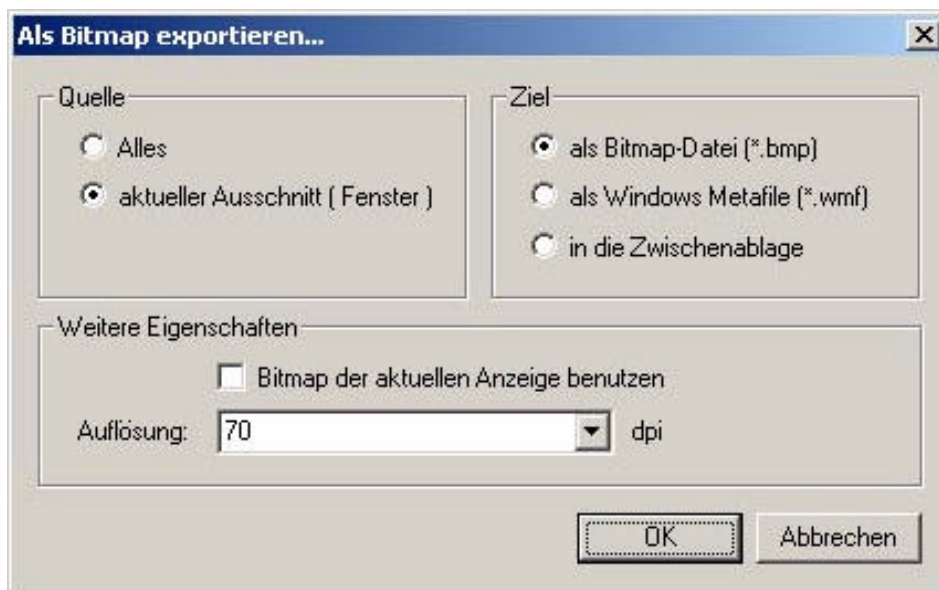 Als Bitmap exportieren...
Quelle
Alles
aktueller Ausschnitt ( Fenster )
Ziel
als Bitmap-Datei (*.bmp)
als Windows Metafile (*.wmf)
in die Zwischenablage
Weitere Eigenschaften
Bitmap der aktuellen Anzeige benutzen
Auflösung: 70 dpi
OK Abbrechen